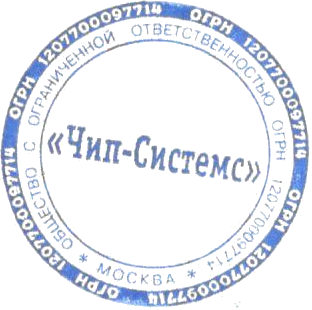 ОГРН 1207700097714 ОГРН 1207700097714 ОГРН 1207700097714 ОГРН 1207700097714
ОБЩЕСТВО С ОГРАНИЧЕННОЙ ОТВЕТСТВЕННОСТЬЮ ОГРН 1207700097714
* МОСКВА *
«Чип-Системс»